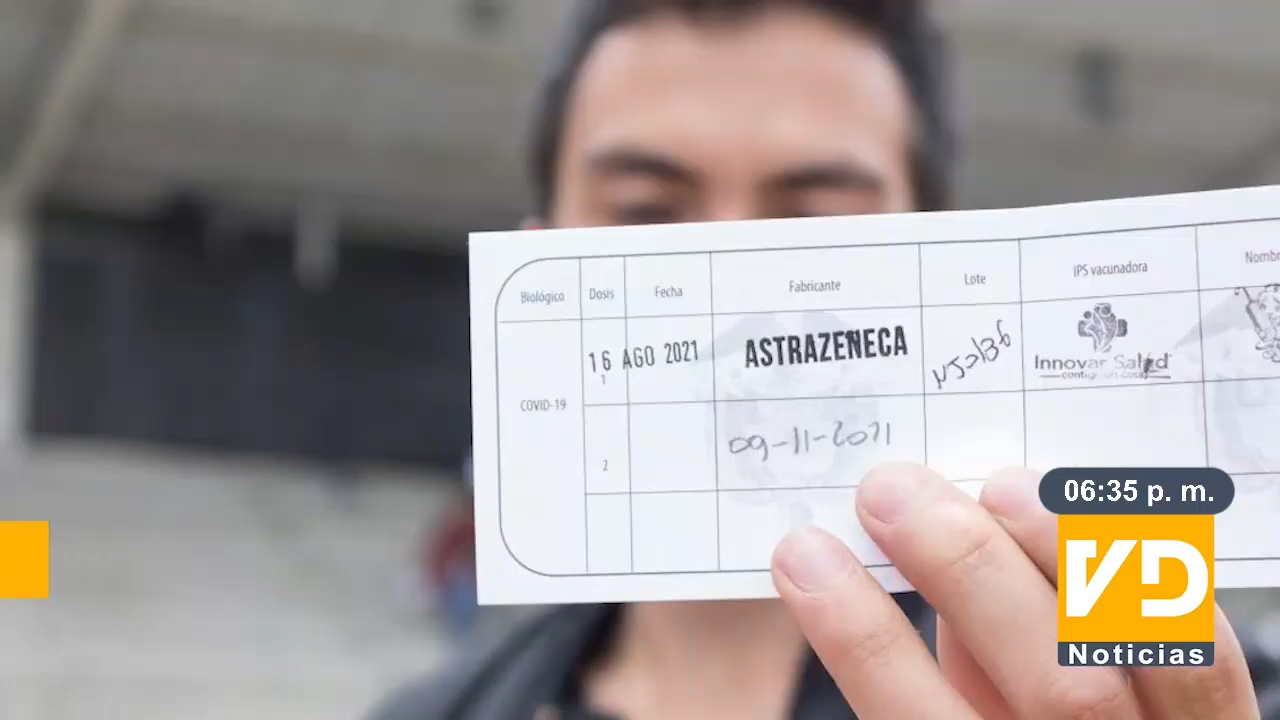 Biológico Dosis Fecha Fabricante Lote IPS vacunadora
16 AGO 2021 ASTRAZENECA
Innovar Salud
1
COVID-19
09-11-2021
2
06:35 p. m.
VD
Noticias